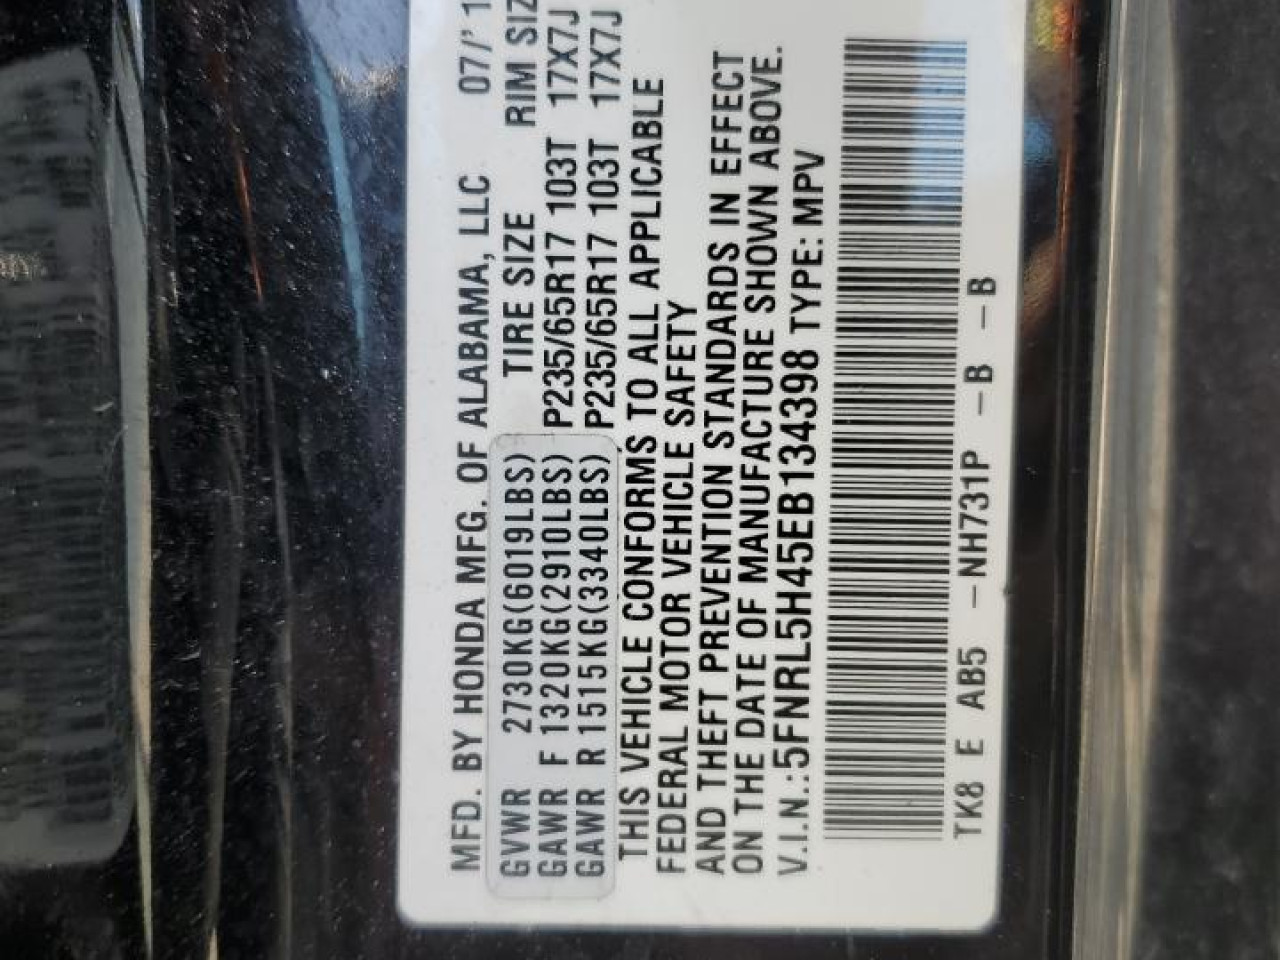 MFD. BY HONDA MFG. OF ALABAMA, LLC 07/'1
TIRE SIZE RIM SIZ
GVWR 2730KG(6019LBS)
GAWR F 1320KG(2910LBS) P235/65R17 103T 17X7J
GAWR R 1515KG(3340LBS) P235/65R17 103T 17X7J
THIS VEHICLE CONFORMS TO ALL APPLICABLE
FEDERAL MOTOR VEHICLE SAFETY
AND THEFT PREVENTION STANDARDS IN EFFECT
ON THE DATE OF MANUFACTURE SHOWN ABOVE.
V.I.N.:5FNRL5H45EB134398 TYPE: MPV
TK8 E AB5 -NH731P -B -B